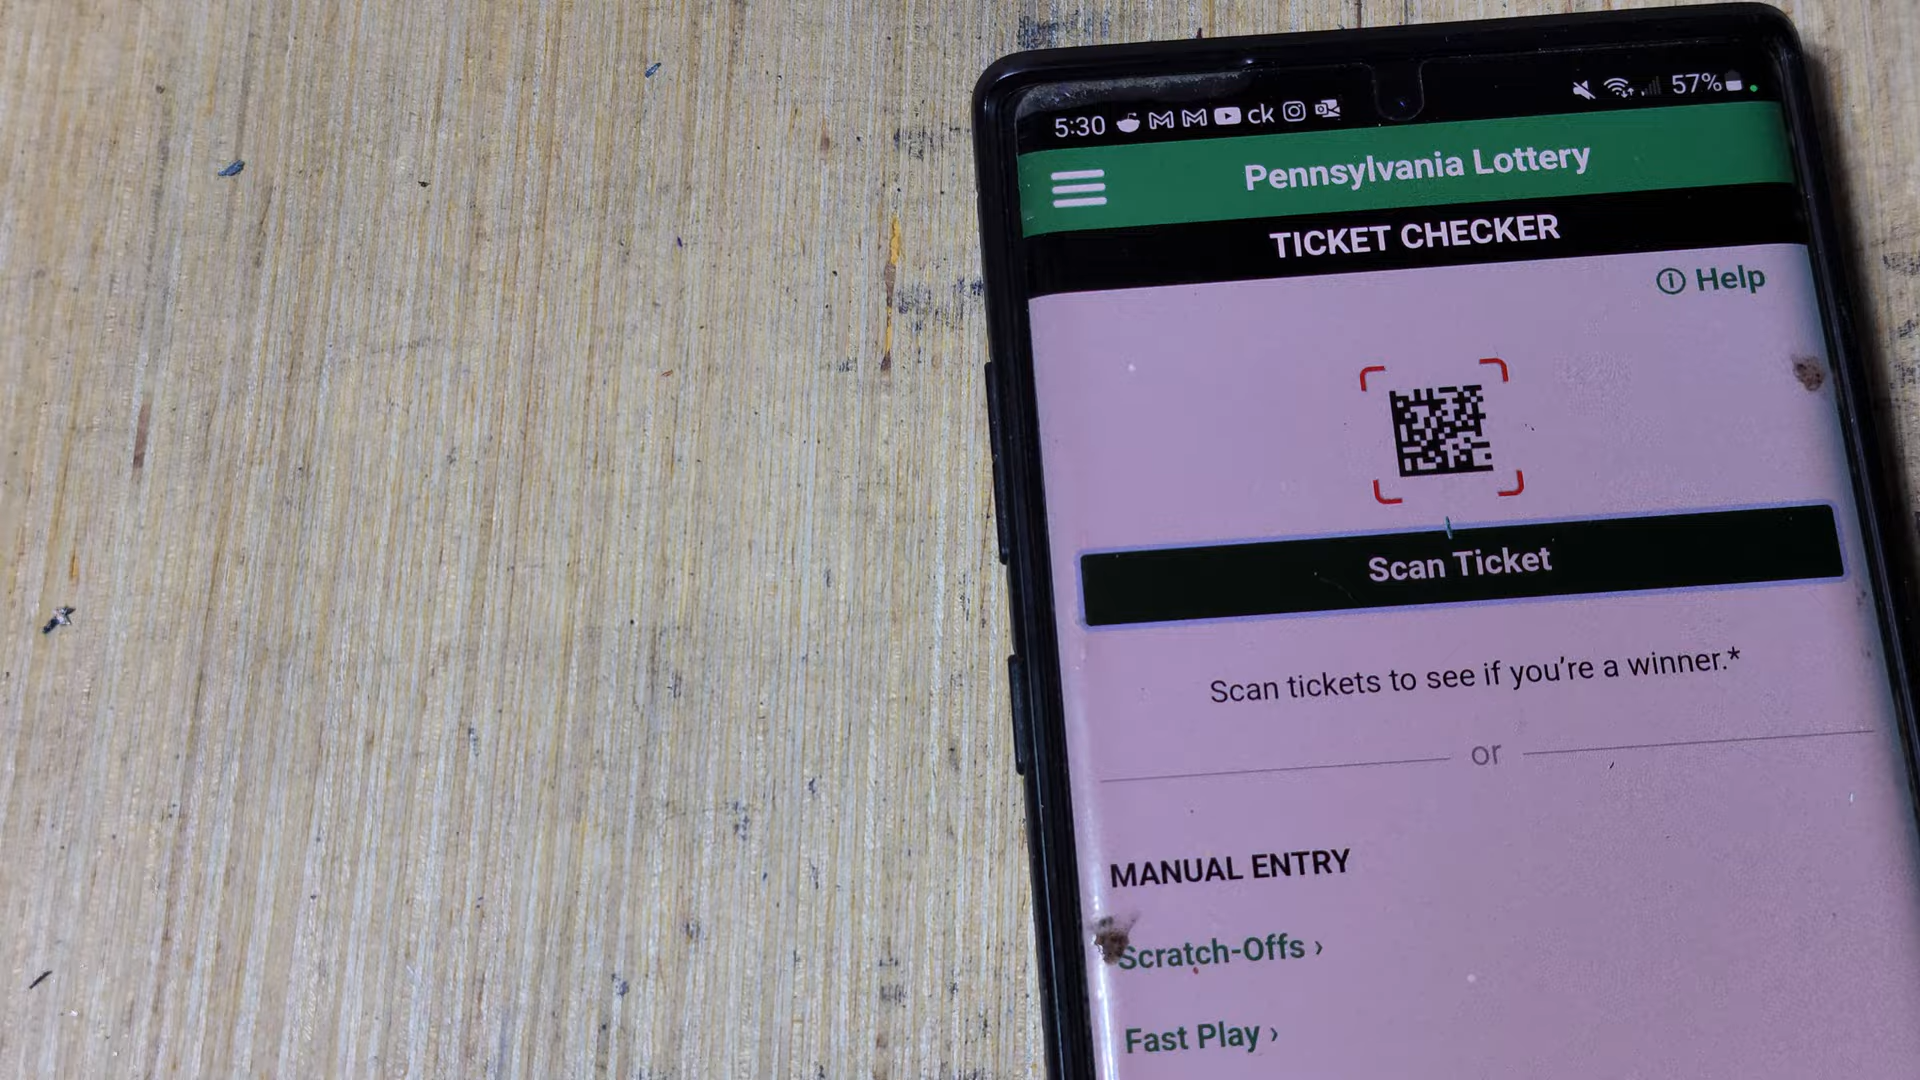 5:30 ck 57%
Pennsylvania Lottery
TICKET CHECKER
Help
Scan Ticket
Scan tickets to see if you’re a winner.*
or
MANUAL ENTRY
Scratch-Offs ›
Fast Play ›